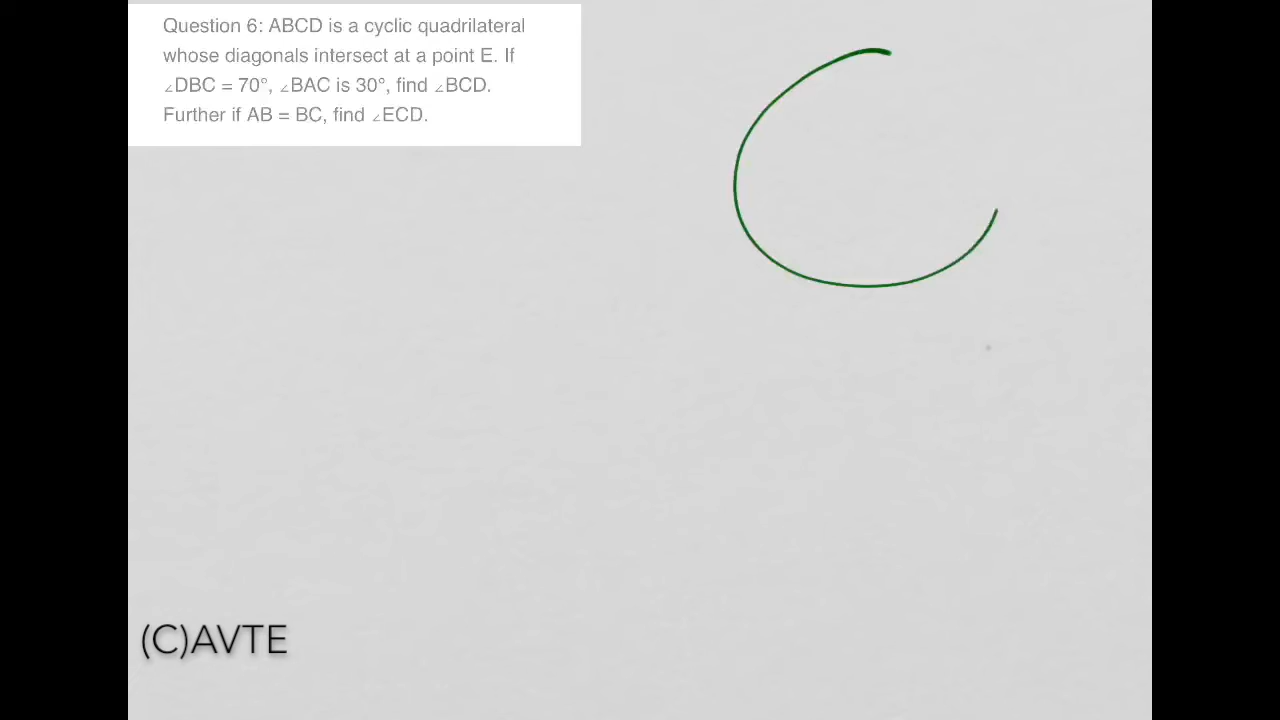 Question 6: ABCD is a cyclic quadrilateral
whose diagonals intersect at a point E. If
∠DBC = 70°, ∠BAC is 30°, find ∠BCD.
Further if AB = BC, find ∠ECD.
(C)AVTE